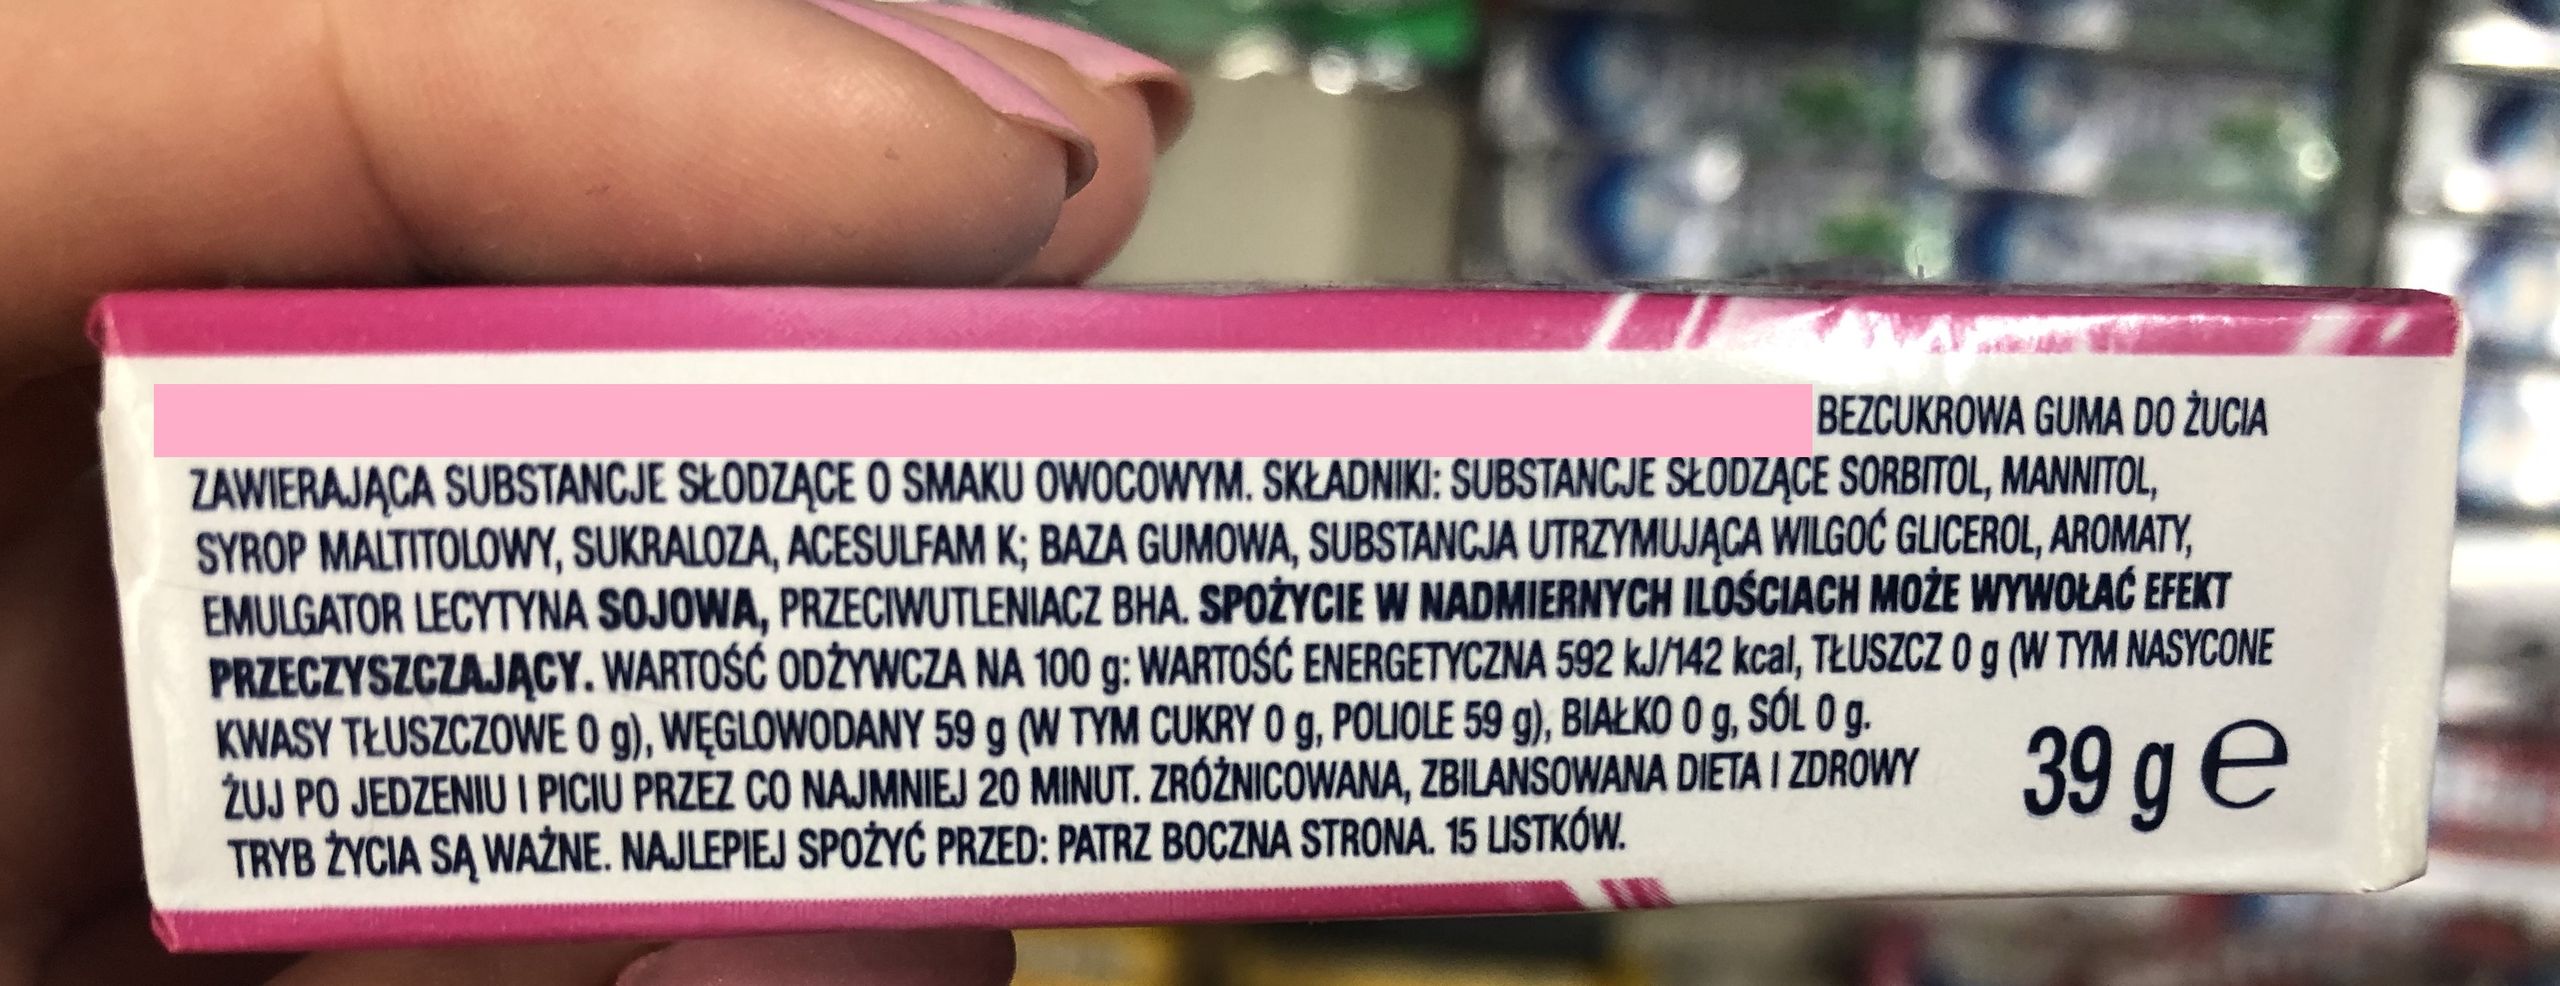 BEZCUKROWA GUMA DO ŻUCIA
ZAWIERAJĄCA SUBSTANCJE SŁODZĄCE O SMAKU OWOCOWYM. SKŁADNIKI: SUBSTANCJE SŁODZĄCE SORBITOL, MANNITOL,
SYROP MALTITOLOWY, SUKRALOZA, ACESULFAM K; BAZA GUMOWA, SUBSTANCJA UTRZYMUJĄCA WILGOĆ GLICEROL, AROMATY,
EMULGATOR LECYTYNA SOJOWA, PRZECIWUTLENIACZ BHA. SPOŻYCIE W NADMIERNYCH ILOŚCIACH MOŻE WYWOŁAĆ EFEKT
PRZECZYSZCZAJĄCY. WARTOŚĆ ODŻYWCZA NA 100 g: WARTOŚĆ ENERGETYCZNA 592 kJ/142 kcal, TŁUSZCZ 0 g (W TYM NASYCONE
KWASY TŁUSZCZOWE 0 g), WĘGLOWODANY 59 g (W TYM CUKRY 0 g, POLIOLE 59 g), BIAŁKO 0 g, SÓL 0 g.
ŻUJ PO JEDZENIU I PICIU PRZEZ CO NAJMNIEJ 20 MINUT. ZRÓŻNICOWANA, ZBILANSOWANA DIETA I ZDROWY
TRYB ŻYCIA SĄ WAŻNE. NAJLEPIEJ SPOŻYĆ PRZED: PATRZ BOCZNA STRONA. 15 LISTKÓW.
39 g e